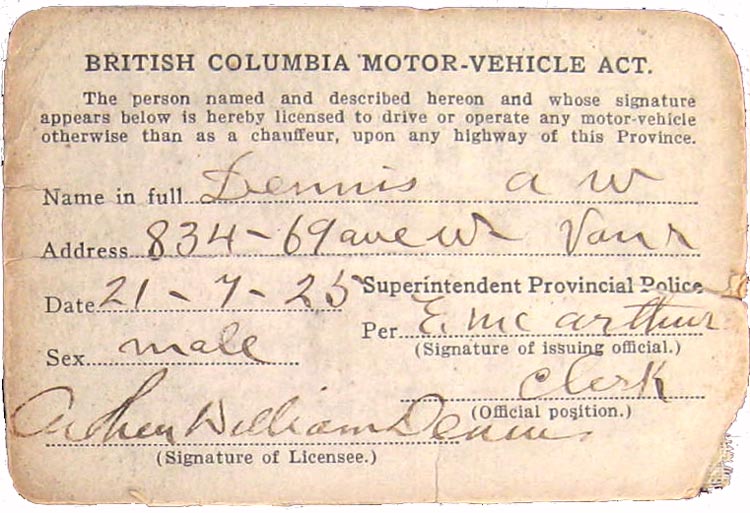 BRITISH COLUMBIA MOTOR-VEHICLE ACT.
The person named and described hereon and whose signature
appears below is hereby licensed to drive or operate any motor-vehicle
otherwise than as a chauffeur, upon any highway of this Province.
Name in full Dennis A W
Address 834-69 ave W Vanr
Date 21-7-25
Superintendent Provincial Police
Per E McArthur
(Signature of issuing official.)
Sex male
Clerk
(Official position.)
Arthur William Dennis
(Signature of Licensee.)